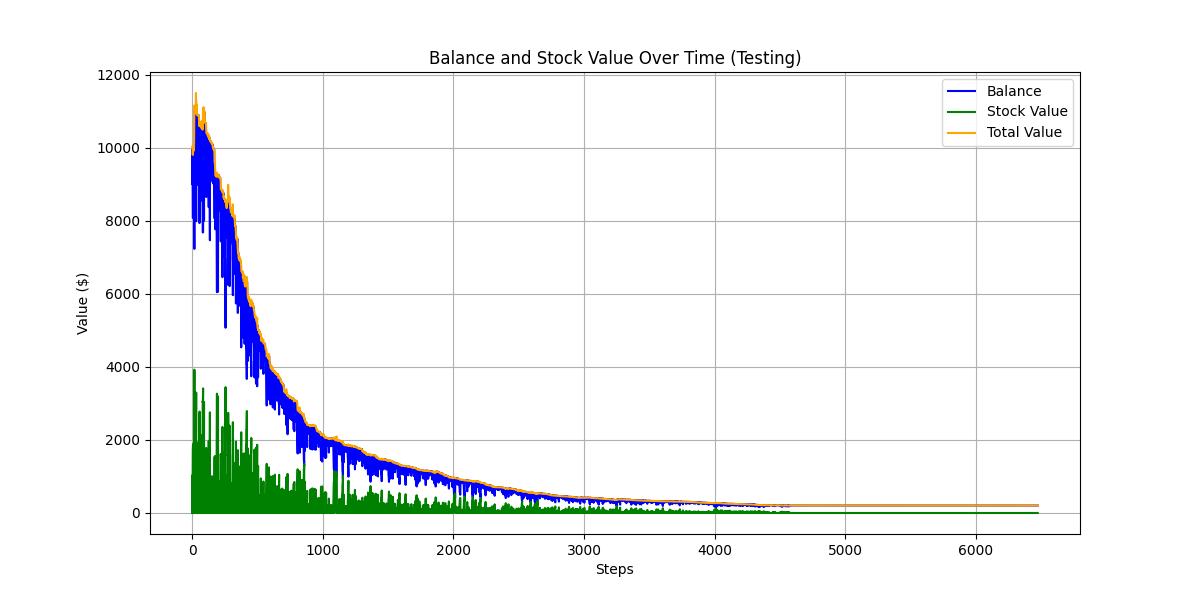 Balance and Stock Value Over Time (Testing)
12000
10000
8000
6000
4000
2000
0
Value ($)
Balance
Stock Value
Total Value
0 1000 2000 3000 4000 5000 6000
Steps